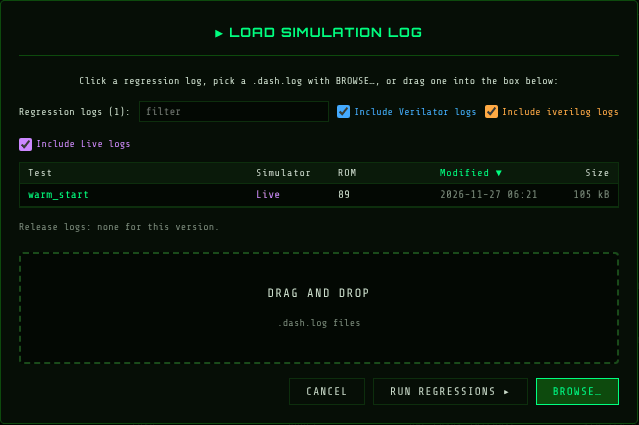 ▶ LOAD SIMULATION LOG
Click a regression log, pick a .dash.log with BROWSE…, or drag one into the box below:
Regression logs (1): filter Include Verilator logs Include iverilog logs
Include Live logs
Test Simulator ROM Modified ▼ Size
warm_start Live 89 2026-11-27 06:21 105 kB
Release logs: none for this version.
DRAG AND DROP
.dash.log files
CANCEL RUN REGRESSIONS ▸ BROWSE…